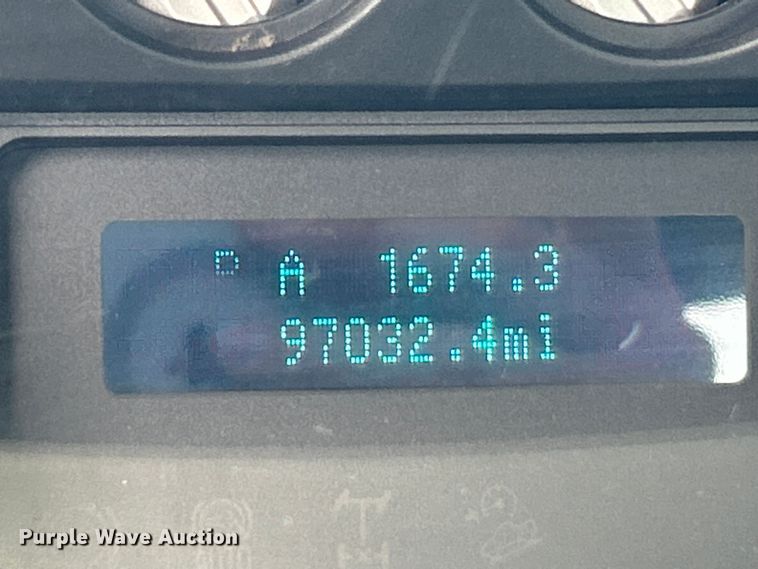 A 1674.3
97032.4mi
Purple Wave Auction